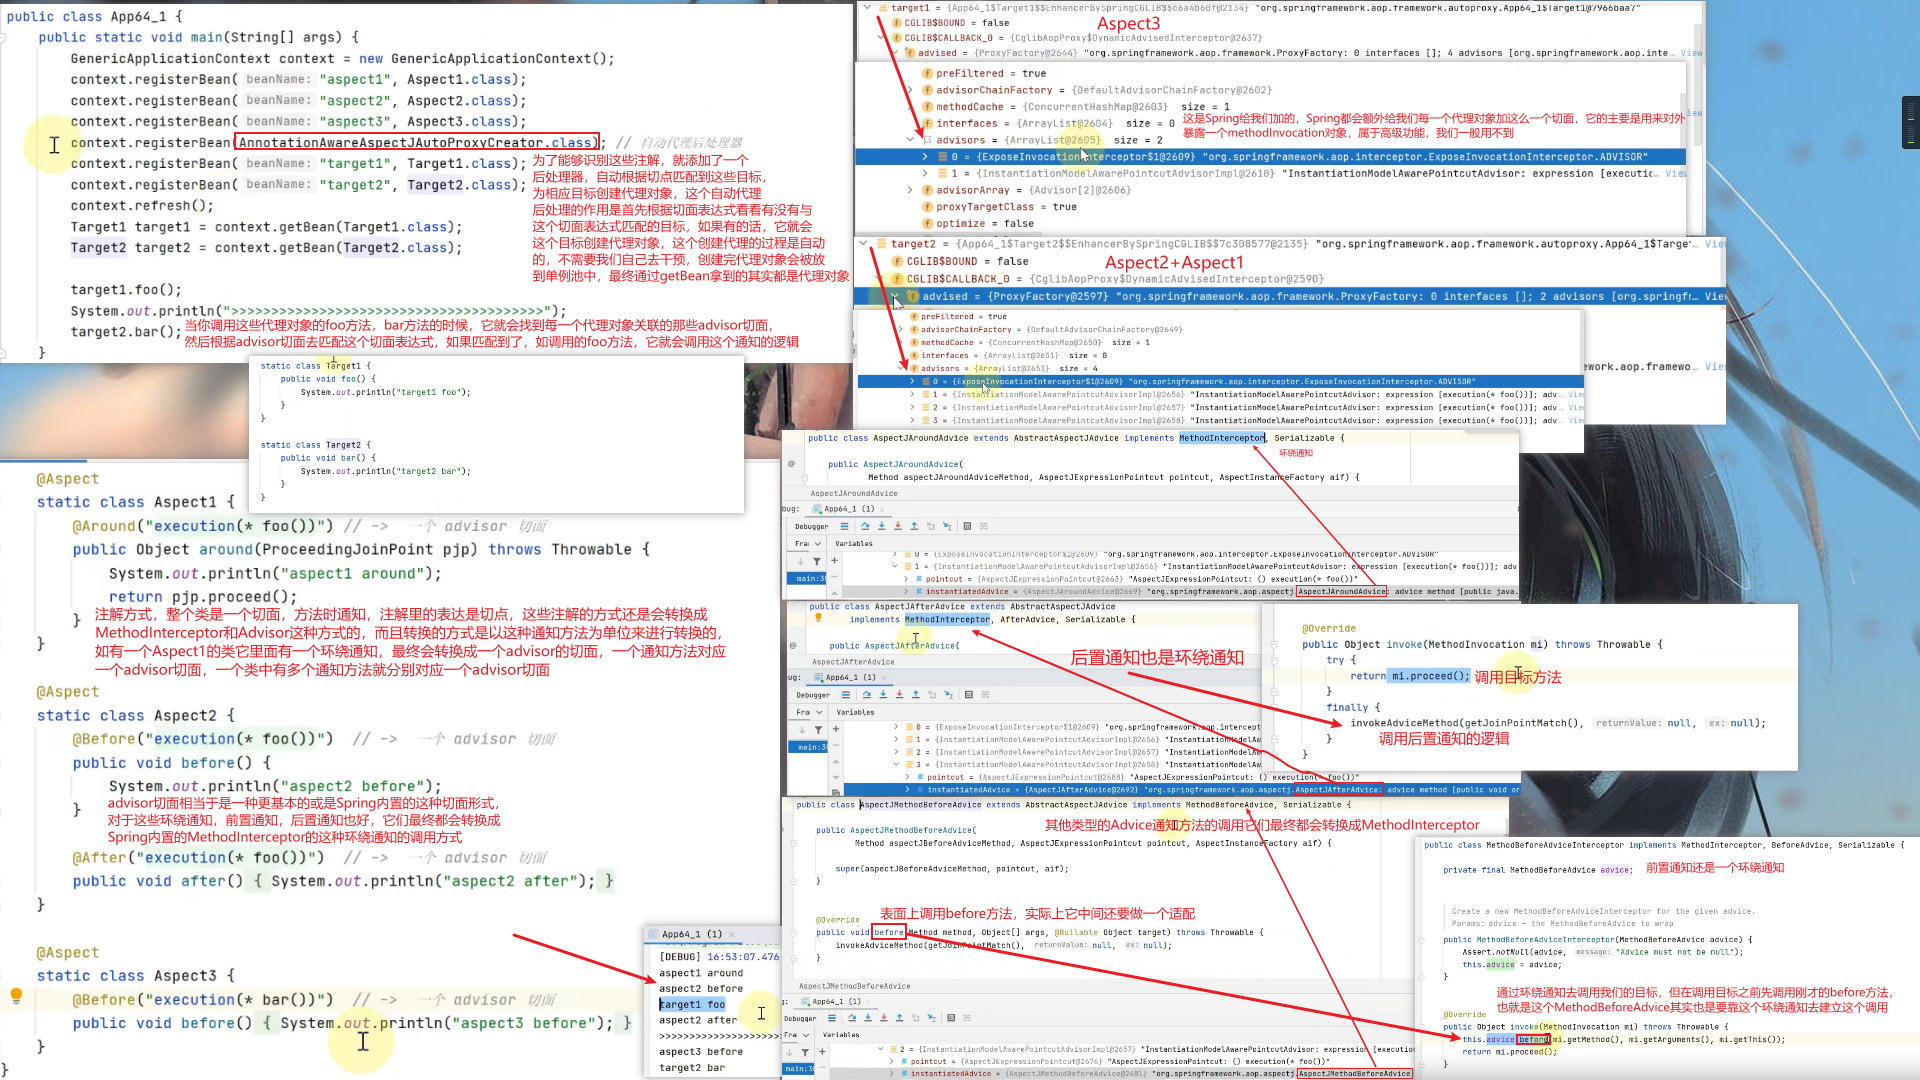 public class App64_1 {
public static void main(String[] args) {
GenericApplicationContext context = new GenericApplicationContext();
context.registerBean( beanName: "aspect1", Aspect1.class);
context.registerBean( beanName: "aspect2", Aspect2.class);
context.registerBean( beanName: "aspect3", Aspect3.class);
context.registerBean(AnnotationAwareAspectJAutoProxyCreator.class); // 自动代理后处理器
context.registerBean( beanName: "target1", Target1.class);
context.registerBean( beanName: "target2", Target2.class);
context.refresh();
Target1 target1 = context.getBean(Target1.class);
Target2 target2 = context.getBean(Target2.class);
为了能够识别这些注解，就添加了一个
后处理器，自动根据切点匹配到这些目标，
为相应目标创建代理对象，这个自动代理
后处理的作用是首先根据切面表达式看看有没有与
这个切面表达式匹配的目标，如果有的话，它就会
这个目标创建代理对象，这个创建代理的过程是自动
的，不需要我们自己去干预，创建完代理对象会被放
到单例池中，最终通过getBean拿到的其实都是代理对象
target1.foo();
System.out.println(">>>>>>>>>>>>>>>>>>>>>>>>>>>>>>>>>>>>>>>");
target2.bar();
}
当你调用这些代理对象的foo方法，bar方法的时候，它就会找到每一个代理对象关联的那些advisor切面，
然后根据advisor切面去匹配这个切面表达式，如果匹配到了，如调用的foo方法，它就会调用这个通知的逻辑
static class Target1 {
public void foo() {
System.out.println("target1 foo");
}
}
static class Target2 {
public void bar() {
System.out.println("target2 bar");
}
}
@Aspect
static class Aspect1 {
@Around("execution(* foo())") // -> 一个 advisor 切面
public Object around(ProceedingJoinPoint pjp) throws Throwable {
System.out.println("aspect1 around");
return pjp.proceed();
}
}
注解方式，整个类是一个切面，方法时通知，注解里的表达是切点，这些注解的方式还是会转换成
MethodInterceptor和Advisor这种方式的，而且转换的方式是以这种通知方法为单位来进行转换的，
如有一个Aspect1的类它里面有一个环绕通知，最终会转换成一个advisor的切面，一个通知方法对应
一个advisor切面，一个类中有多个通知方法就分别对应一个advisor切面
@Aspect
static class Aspect2 {
@Before("execution(* foo())") // -> 一个 advisor 切面
public void before() {
System.out.println("aspect2 before");
}
advisor切面相当于是一种更基本的或是Spring内置的这种切面形式，
对于这些环绕通知，前置通知，后置通知也好，它们最终都会转换成
Spring内置的MethodInterceptor的这种环绕通知的调用方式
@After("execution(* foo())") // -> 一个 advisor 切面
public void after() { System.out.println("aspect2 after"); }
}
@Aspect
static class Aspect3 {
@Before("execution(* bar())") // -> 一个 advisor 切面
public void before() { System.out.println("aspect3 before"); }
}
}
App64_1 (1)
[DEBUG] 16:53:07.476
aspect1 around
aspect2 before
target1 foo
aspect2 after
aspect3 before
target2 bar
target1 = {App64_1$Target1$$EnhancerBySpringCGLIB$$c6a4b60f@2134} "org.springframework.aop.framework.autoproxy.App64_1$Target1@7966baa7"
CGLIB$BOUND = false
Aspect3
CGLIB$CALLBACK_0 = {CglibAopProxy$DynamicAdvisedInterceptor@2637}
advised = {ProxyFactory@2644} "org.springframework.aop.framework.ProxyFactory: 0 interfaces []; 4 advisors [org.springframework.aop.inte... View
preFiltered = true
advisorChainFactory = {DefaultAdvisorChainFactory@2602}
methodCache = {ConcurrentHashMap@2603} size = 1
interfaces = {ArrayList@2604} size = 0
这是Spring给我们加的，Spring都会额外给我们每一个代理对象加这么一个切面，它的主要是用来对外
暴露一个methodInvocation对象，属于高级功能，我们一般用不到
advisors = {ArrayList@2605} size = 2
0 = {ExposeInvocationInterceptor$1@2609} "org.springframework.aop.interceptor.ExposeInvocationInterceptor.ADVISOR"
1 = {InstantiationModelAwarePointcutAdvisorImpl@2610} "InstantiationModelAwarePointcutAdvisor: expression [executic... View
advisorArray = {Advisor[2]@2606}
proxyTargetClass = true
optimize = false
target2 = {App64_1$Target2$$EnhancerBySpringCGLIB$$7c308577@2135} "org.springframework.aop.framework.autoproxy.App64_1$Targe"... View
CGLIB$BOUND = false
Aspect2+Aspect1
CGLIB$CALLBACK_0 = {CglibAopProxy$DynamicAdvisedInterceptor@2590}
advised = {ProxyFactory@2597} "org.springframework.aop.framework.ProxyFactory: 0 interfaces []; 2 advisors [org.springfr... View
preFiltered = true
advisorChainFactory = {DefaultAdvisorChainFactory@2649}
methodCache = {ConcurrentHashMap@2650} size = 1
interfaces = {ArrayList@2651} size = 0
advisors = {ArrayList@2652} size = 4
0 = {ExposeInvocationInterceptor$1@2609} "org.springframework.aop.interceptor.ExposeInvocationInterceptor.ADVISOR"
1 = {InstantiationModelAwarePointcutAdvisorImpl@2656} "InstantiationModelAwarePointcutAdvisor: expression [execution(* foo())]; adv... View
2 = {InstantiationModelAwarePointcutAdvisorImpl@2657} "InstantiationModelAwarePointcutAdvisor: expression [execution(* foo())]; adv... View
3 = {InstantiationModelAwarePointcutAdvisorImpl@2658} "InstantiationModelAwarePointcutAdvisor: expression [execution(* foo())]; adv... View
public class AspectJAroundAdvice extends AbstractAspectJAdvice implements MethodInterceptor, Serializable {
环绕通知
public AspectJAroundAdvice(
Method aspectJAroundAdviceMethod, AspectJExpressionPointcut pointcut, AspectInstanceFactory aif) {
AspectJAroundAdvice
App64_1 (1)
Debugger
Variables
0 = {ExposeInvocationInterceptor$1@2609} "org.springframework.aop.interceptor.ExposeInvocationInterceptor.ADVISOR"
1 = {InstantiationModelAwarePointcutAdvisorImpl@2656} "InstantiationModelAwarePointcutAdvisor: expression [execution(* foo())]; adv
pointcut = {AspectJExpressionPointcut@2663} "AspectJExpressionPointcut: () execution(* foo())"
instantiatedAdvice = {AspectJAroundAdvice@2669} "org.springframework.aop.aspectj.AspectJAroundAdvice: advice method [public java.
public class AspectJAfterAdvice extends AbstractAspectJAdvice
implements MethodInterceptor, AfterAdvice, Serializable {
public AspectJAfterAdvice(
AspectJAfterAdvice
后置通知也是环绕通知
App64_1 (1)
Debugger
Variables
0 = {ExposeInvocationInterceptor$1@2609} "org.springframework.aop.interceptor
1 = {InstantiationModelAwarePointcutAdvisorImpl@2656} "InstantiationModelAwa
2 = {InstantiationModelAwarePointcutAdvisorImpl@2657} "InstantiationModelAwa
3 = {InstantiationModelAwarePointcutAdvisorImpl@2658} "InstantiationModelAwa
pointcut = {AspectJExpressionPointcut@2688} "AspectJExpressionPointcut: () execution(* foo())"
instantiatedAdvice = {AspectJAfterAdvice@2692} "org.springframework.aop.aspectj.AspectJAfterAdvice: advice method [public void or
@Override
public Object invoke(MethodInvocation mi) throws Throwable {
try {
return mi.proceed(); 调用目标方法
}
finally {
invokeAdviceMethod(getJoinPointMatch(), returnValue: null, ex: null);
}
调用后置通知的逻辑
}
public class AspectJMethodBeforeAdvice extends AbstractAspectJAdvice implements MethodBeforeAdvice, Serializable {
其他类型的Advice通知方法的调用它们最终都会转换成MethodInterceptor
public AspectJMethodBeforeAdvice(
Method aspectJBeforeAdviceMethod, AspectJExpressionPointcut pointcut, AspectInstanceFactory aif) {
super(aspectJBeforeAdviceMethod, pointcut, aif);
}
表面上调用before方法，实际上它中间还要做一个适配
@Override
public void before(Method method, Object[] args, @Nullable Object target) throws Throwable {
invokeAdviceMethod(getJoinPointMatch(), returnValue: null, ex: null);
}
AspectJMethodBeforeAdvice
App64_1 (1)
Debugger
Variables
2 = {InstantiationModelAwarePointcutAdvisorImpl@2657} "InstantiationModelAwarePointcutAdvisor: expression [execution
pointcut = {AspectJExpressionPointcut@2676} "AspectJExpressionPointcut: () execution(* foo())"
instantiatedAdvice = {AspectJMethodBeforeAdvice@2681} "org.springframework.aop.aspectj.AspectJMethodBeforeAdvice:
public class MethodBeforeAdviceInterceptor implements MethodInterceptor, BeforeAdvice, Serializable {
private final MethodBeforeAdvice advice; 前置通知还是一个环绕通知
Create a new MethodBeforeAdviceInterceptor for the given advice.
Params: advice – the MethodBeforeAdvice to wrap
public MethodBeforeAdviceInterceptor(MethodBeforeAdvice advice) {
Assert.notNull(advice, message: "Advice must not be null");
this.advice = advice;
}
通过环绕通知去调用我们的目标，但在调用目标之前先调用刚才的before方法，
也就是这个MethodBeforeAdvice其实也是要靠这个环绕通知去建立这个调用
@Override
public Object invoke(MethodInvocation mi) throws Throwable {
this.advice.before(mi.getMethod(), mi.getArguments(), mi.getThis());
return mi.proceed();
}